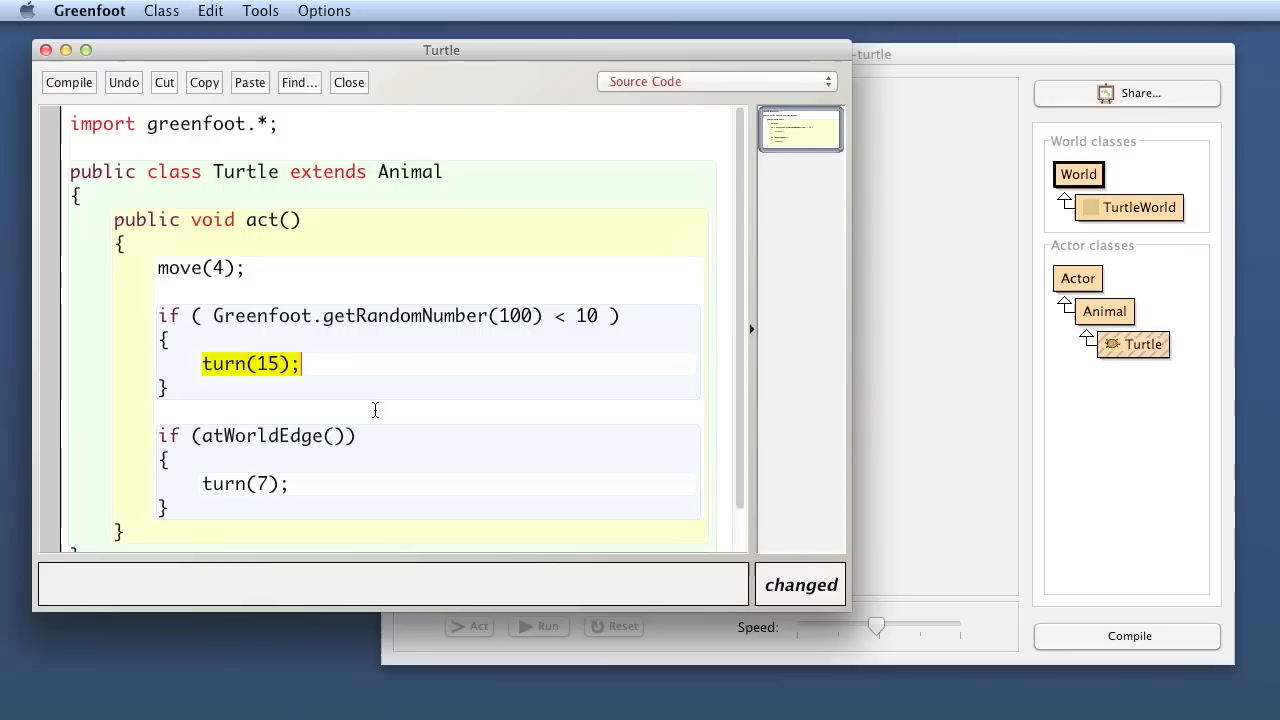 Greenfoot Class Edit Tools Options
Turtle
-turtle
Compile Undo Cut Copy Paste Find... Close Source Code
import greenfoot.*;
public class Turtle extends Animal
{
public void act()
{
move(4);
if ( Greenfoot.getRandomNumber(100) < 10 )
{
turn(15);
}
if (atWorldEdge())
{
turn(7);
}
}
changed
Share...
World classes
World
TurtleWorld
Actor classes
Actor
Animal
Turtle
> Act Run Reset Speed:
Compile